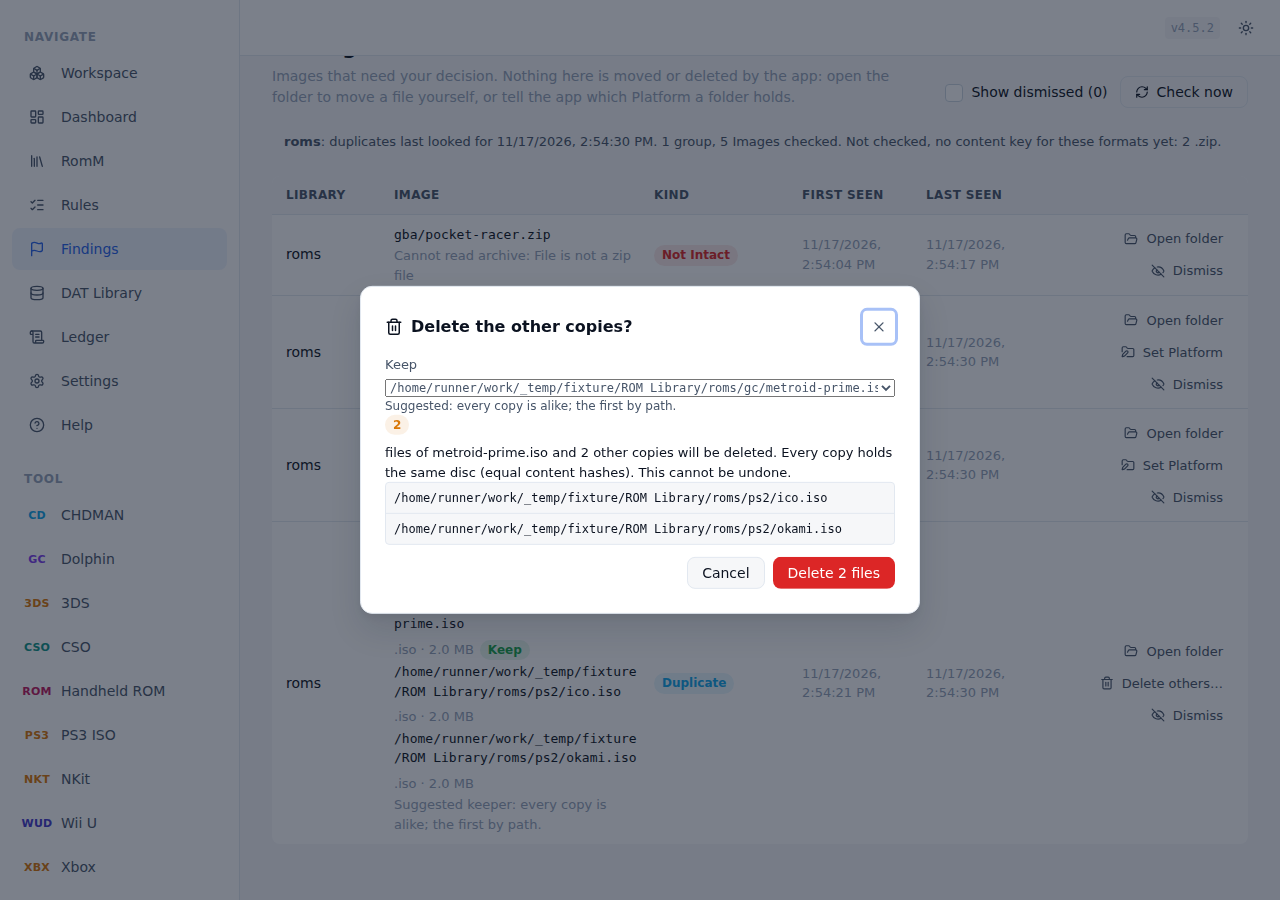 NAVIGATE
Workspace
Dashboard
RomM
Rules
Findings
DAT Library
Ledger
Settings
Help
TOOL
CD CHDMAN
GC Dolphin
3DS 3DS
CSO CSO
ROM Handheld ROM
PS3 PS3 ISO
NKT NKit
WUD Wii U
XBX Xbox
v4.5.2
Images that need your decision. Nothing here is moved or deleted by the app: open the
folder to move a file yourself, or tell the app which Platform a folder holds.
Show dismissed (0)
Check now
roms: duplicates last looked for 11/17/2026, 2:54:30 PM. 1 group, 5 Images checked. Not checked, no content key for these formats yet: 2 .zip.
LIBRARY IMAGE KIND FIRST SEEN LAST SEEN
roms
gba/pocket-racer.zip
Cannot read archive: File is not a zip
file
Not Intact
11/17/2026,
2:54:04 PM
11/17/2026,
2:54:17 PM
Open folder
Dismiss
roms
11/17/2026,
2:54:30 PM
Open folder
Set Platform
Dismiss
roms
11/17/2026,
2:54:30 PM
Open folder
Set Platform
Dismiss
Delete the other copies?
Keep
/home/runner/work/_temp/fixture/ROM Library/roms/gc/metroid-prime.is
Suggested: every copy is alike; the first by path.
2
files of metroid-prime.iso and 2 other copies will be deleted. Every copy holds
the same disc (equal content hashes). This cannot be undone.
/home/runner/work/_temp/fixture/ROM Library/roms/ps2/ico.iso
/home/runner/work/_temp/fixture/ROM Library/roms/ps2/okami.iso
Cancel
Delete 2 files
roms
prime.iso
.iso · 2.0 MB Keep
/home/runner/work/_temp/fixture
/ROM Library/roms/ps2/ico.iso
.iso · 2.0 MB
/home/runner/work/_temp/fixture
/ROM Library/roms/ps2/okami.iso
.iso · 2.0 MB
Suggested keeper: every copy is
alike; the first by path.
Duplicate
11/17/2026,
2:54:21 PM
11/17/2026,
2:54:30 PM
Open folder
Delete others…
Dismiss